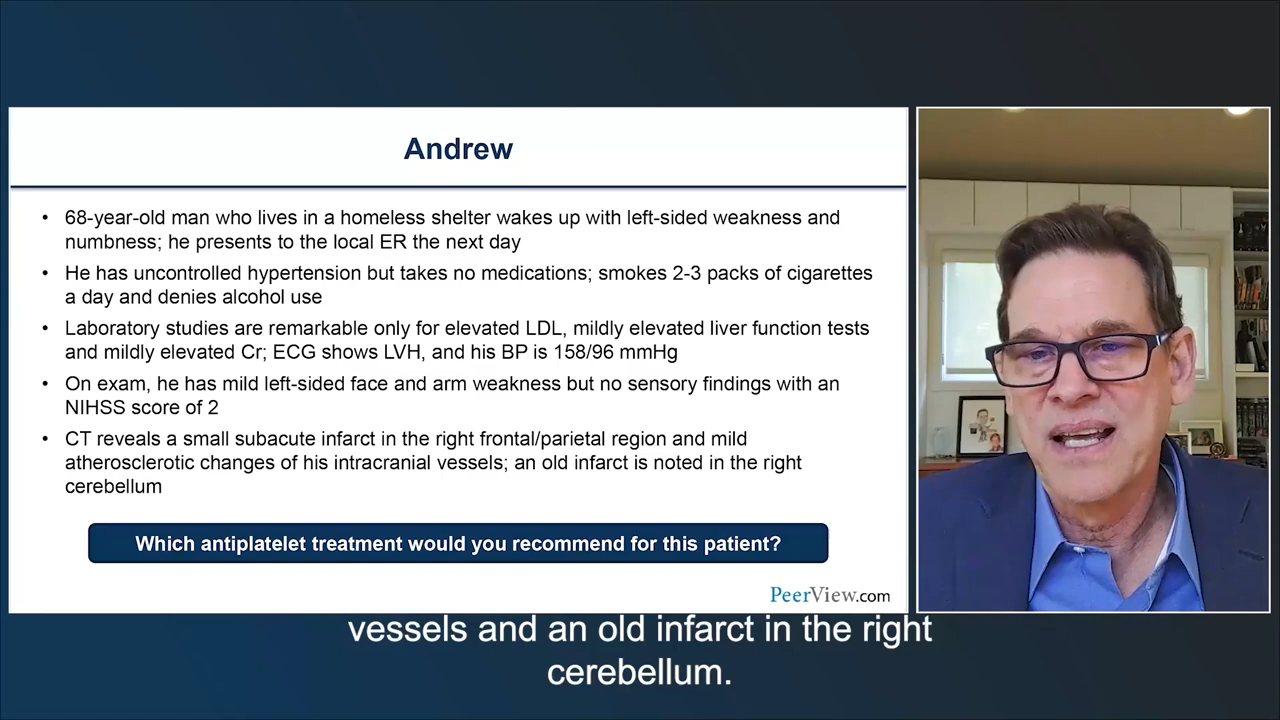 Andrew
• 68-year-old man who lives in a homeless shelter wakes up with left-sided weakness and
numbness; he presents to the local ER the next day
• He has uncontrolled hypertension but takes no medications; smokes 2-3 packs of cigarettes
a day and denies alcohol use
• Laboratory studies are remarkable only for elevated LDL, mildly elevated liver function tests
and mildly elevated Cr; ECG shows LVH, and his BP is 158/96 mmHg
• On exam, he has mild left-sided face and arm weakness but no sensory findings with an
NIHSS score of 2
• CT reveals a small subacute infarct in the right frontal/parietal region and mild
atherosclerotic changes of his intracranial vessels; an old infarct is noted in the right
cerebellum
Which antiplatelet treatment would you recommend for this patient?
PeerView.com
vessels and an old infarct in the right
cerebellum.